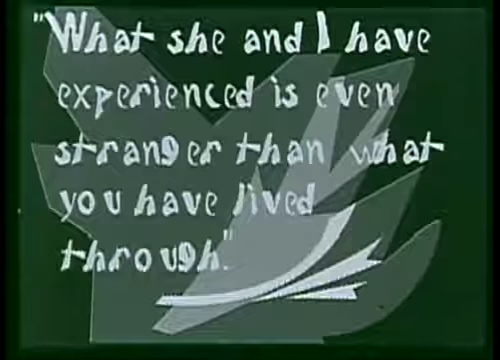 "What she and I have
experienced is even
stranger than what
you have lived
through."